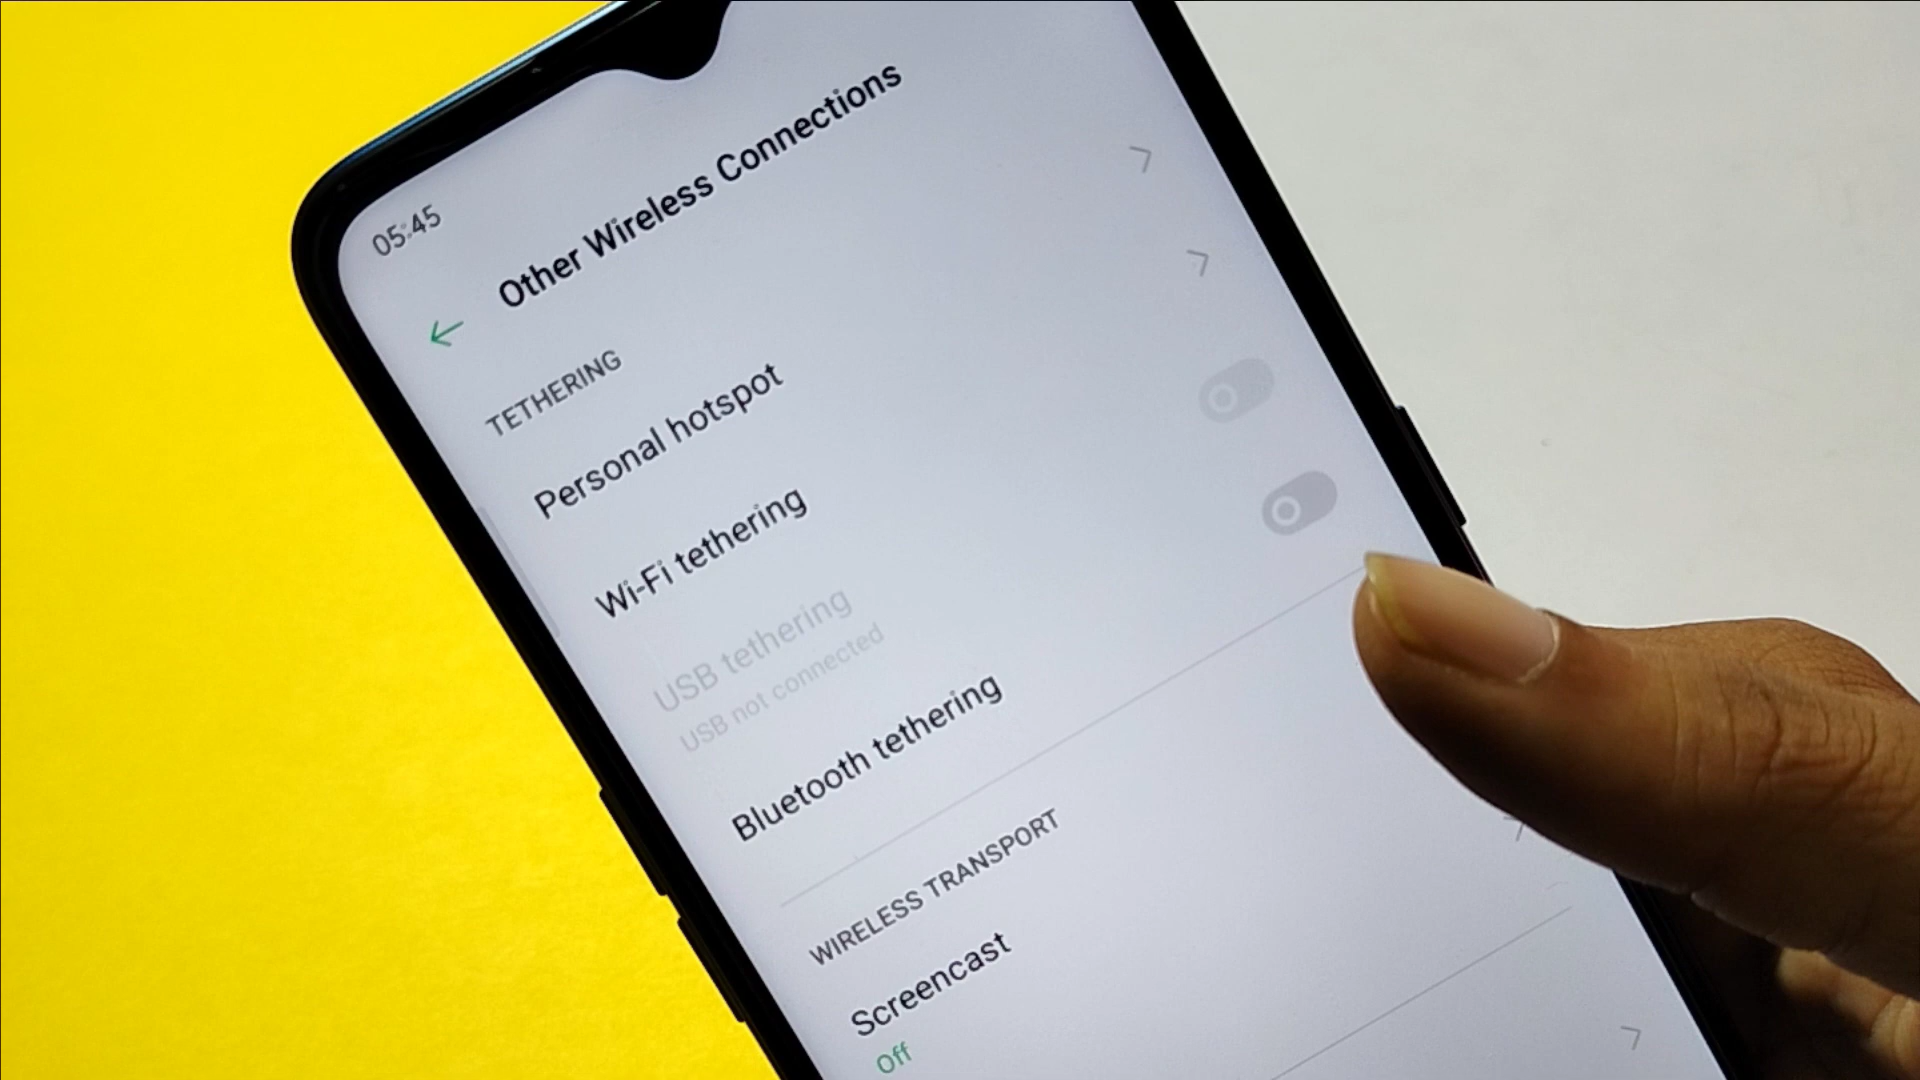 05:45
Other Wireless Connections
TETHERING
Personal hotspot
Wi-Fi tethering
USB tethering
USB not connected
Bluetooth tethering
WIRELESS TRANSPORT
Screencast
Off